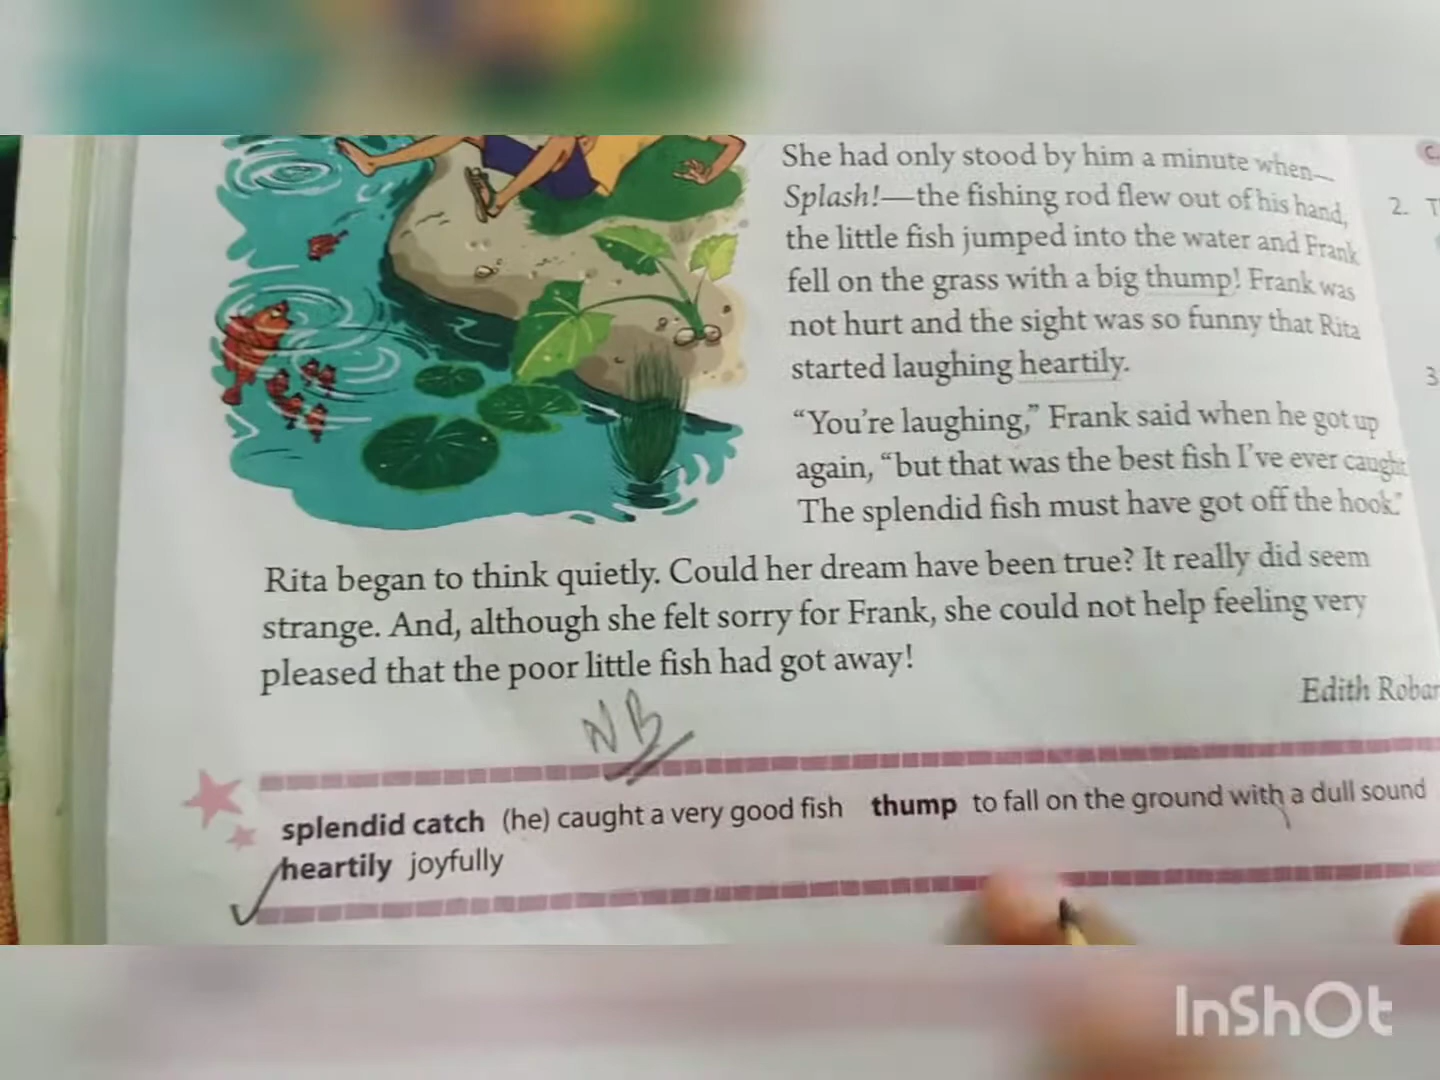 She had only stood by him a minute when—
Splash!—the fishing rod flew out of his hand,
the little fish jumped into the water and Frank
fell on the grass with a big thump! Frank was
not hurt and the sight was so funny that Rita
started laughing heartily.
“You’re laughing,” Frank said when he got up
again, “but that was the best fish I’ve ever caught
The splendid fish must have got off the hook.”
Rita began to think quietly. Could her dream have been true? It really did seem
strange. And, although she felt sorry for Frank, she could not help feeling very
pleased that the poor little fish had got away!
Edith
NB
splendid catch (he) caught a very good fish thump to fall on the ground with a dull sound
heartily joyfully
c.
2.
3
InShOt